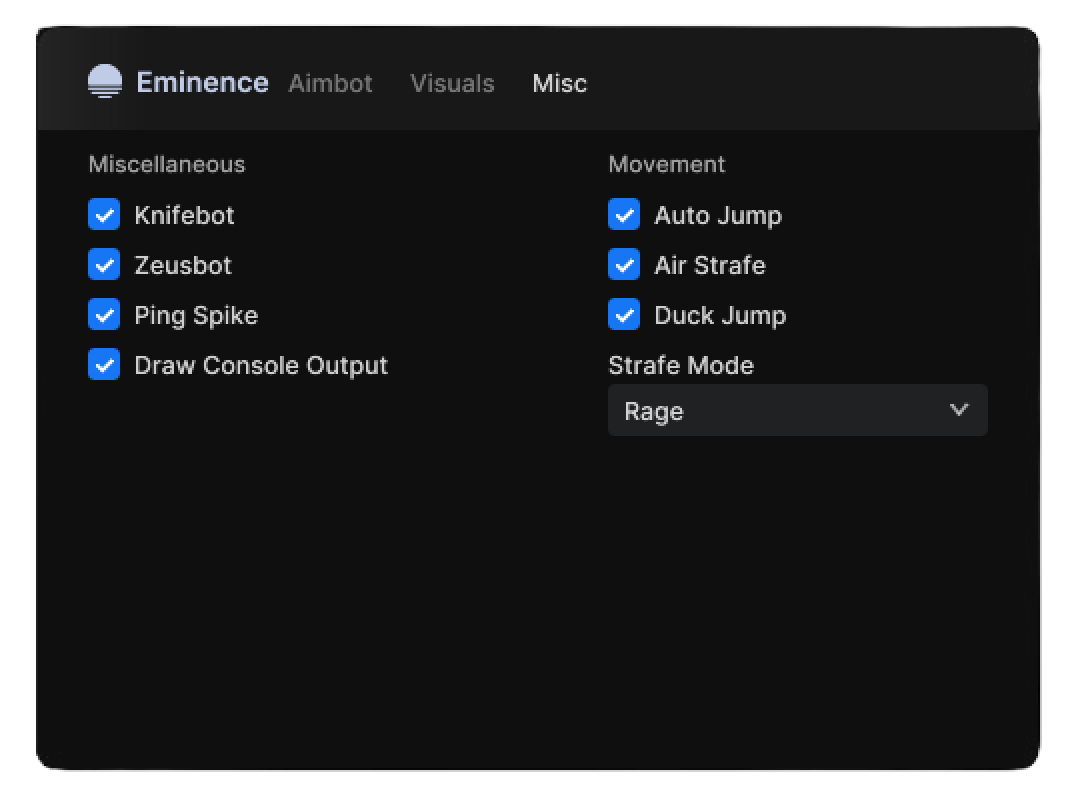 Eminence Aimbot Visuals Misc
Miscellaneous
Knifebot
Zeusbot
Ping Spike
Draw Console Output
Movement
Auto Jump
Air Strafe
Duck Jump
Strafe Mode
Rage